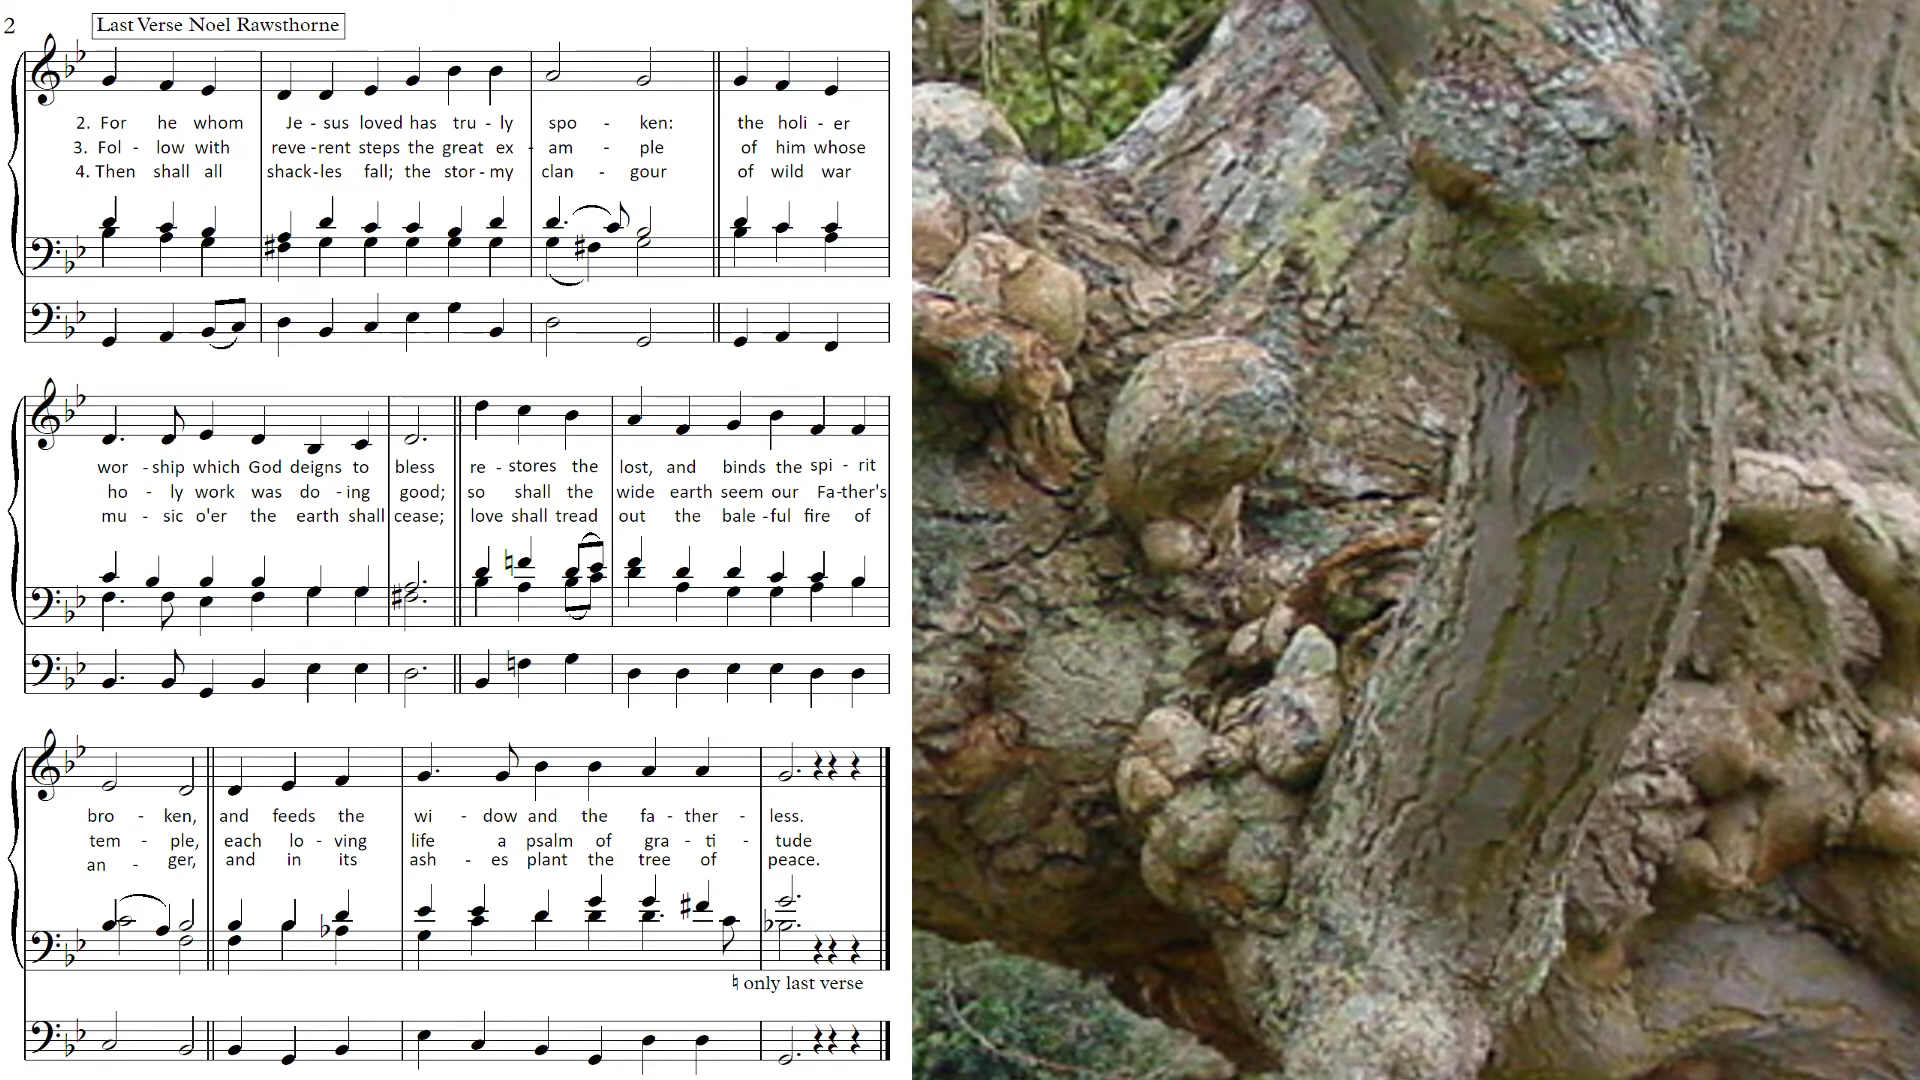 2
Last Verse Noel Rawsthorne
2. For he whom Je - sus loved has tru - ly spo - ken: the holi - er
3. Fol - low with reve - rent steps the great ex - am - ple of him whose
4. Then shall all shack - les fall; the stor - my clan - gour of wild war
wor - ship which God deigns to bless re - stores the lost, and binds the spi - rit
ho - ly work was do - ing good; so shall the wide earth seem our Fa - ther's
mu - sic o'er the earth shall cease; love shall tread out the bale - ful fire of
bro - ken, and feeds the wi - dow and the fa - ther - less.
tem - ple, each lo - ving life a psalm of gra - ti - tude
an - ger, and in its ash - es plant the tree of peace.
♮ only last verse